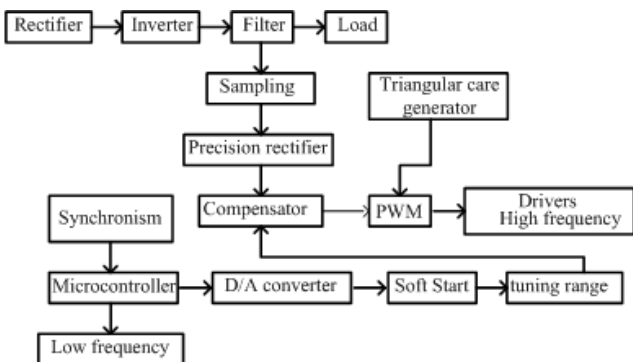 Rectifier
Inverter
Filter
Load
Sampling
Triangular care
generator
Precision rectifier
Compensator
PWM
Drivers
High frequency
Synchronism
Microcontroller
D/A converter
Soft Start
tuning range
Low frequency